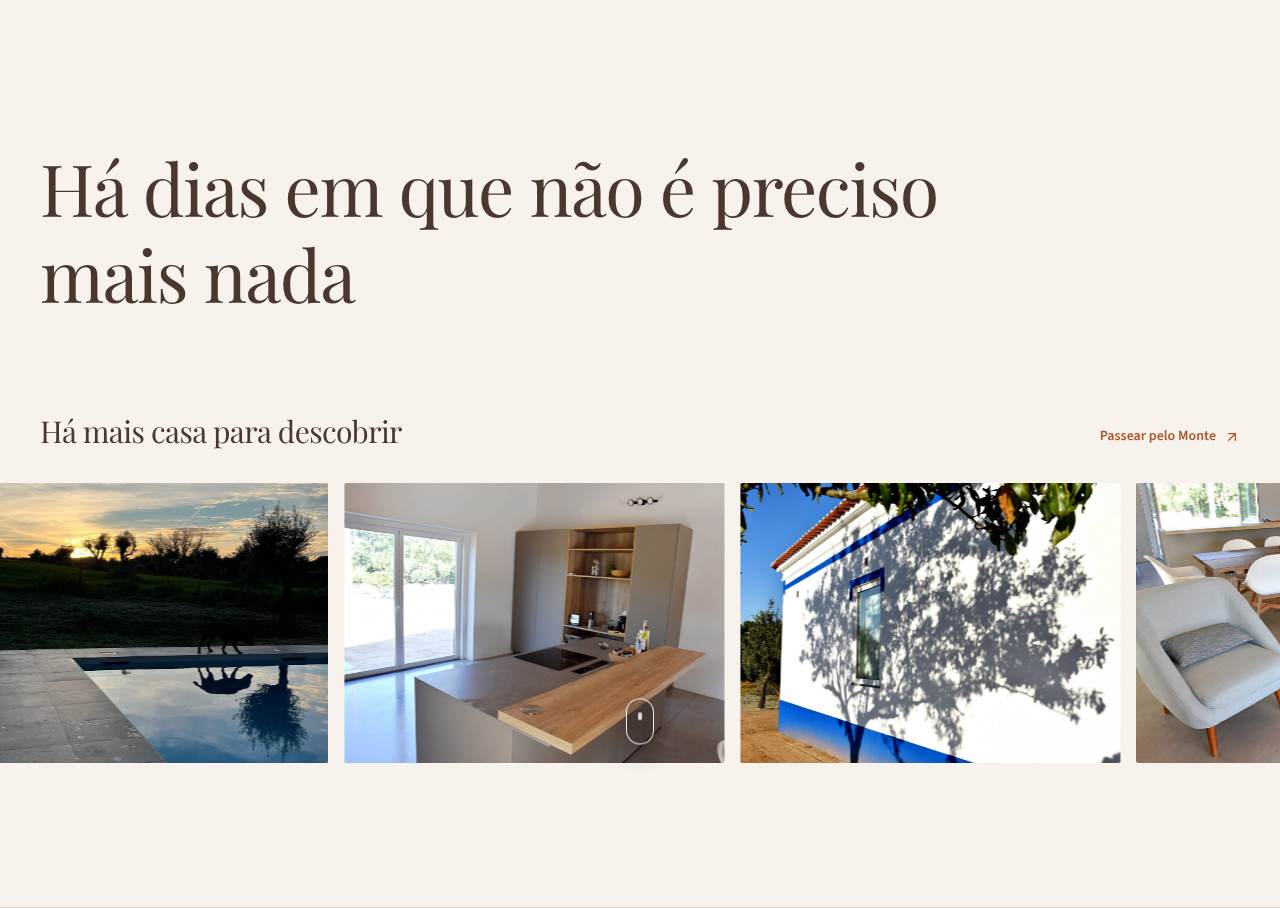 Há dias em que não é preciso
mais nada
Há mais casa para descobrir
Passear pelo Monte